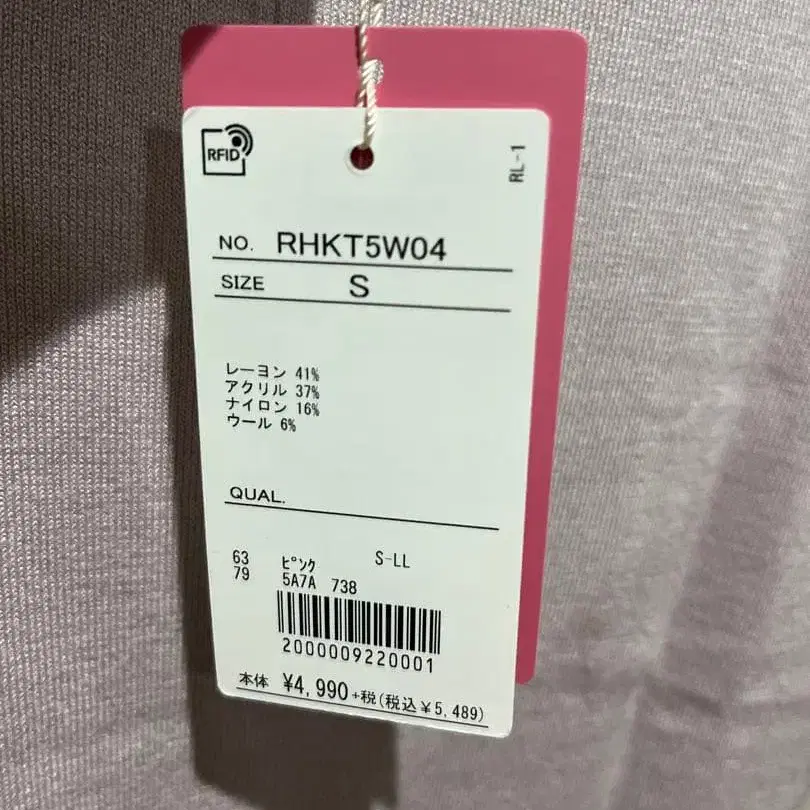 RFID
RL-1
NO. RHKT5W04
SIZE S
レーヨン 41%
アクリル 37%
ナイロン 16%
ウール 6%
QUAL.
63 ピンク S-LL
79 5A7A 738
2000009220001
本体 ¥4,990+税(税込¥5,489)